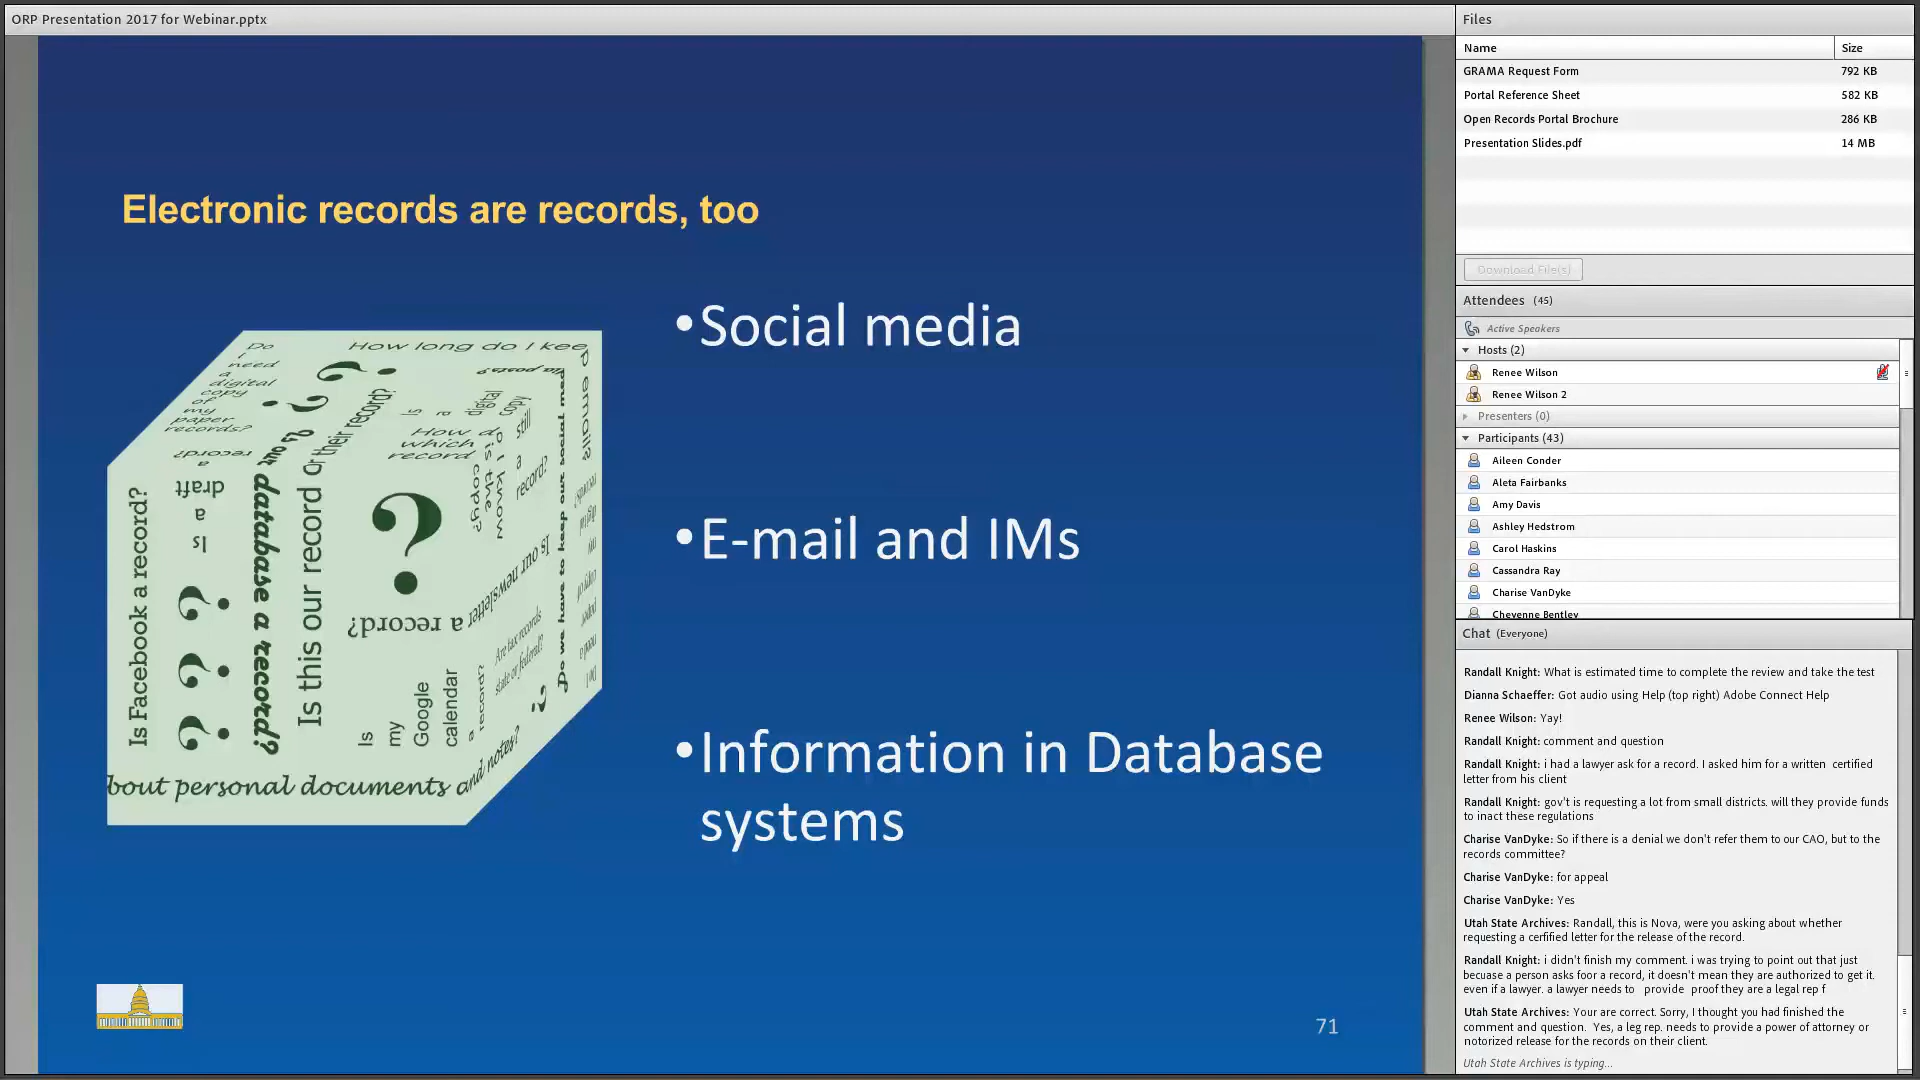 ORP Presentation 2017 for Webinar.pptx
Electronic records are records, too
How long do I kee
Do
I
need
a
digital
copy
of
my
paper
records?
Is a draft a record?
Is our database a record?
Is this our record or their record?
Is Facebook a record?
How do I know
which
record
is the
copy?
Is a digital copy still a record?
Is our newsletter
a record?
Do we have to keep our social med
ia posts?
p emails?
Are tax records
state or federal?
Is
my
Google
calendar
a record?
bout personal documents and notes?
•Social media
•E-mail and IMs
•Information in Database
systems
71
Files
Name Size
GRAMA Request Form 792 KB
Portal Reference Sheet 582 KB
Open Records Portal Brochure 286 KB
Presentation Slides.pdf 14 MB
Download File(s)
Attendees (45)
Active Speakers
Hosts (2)
Renee Wilson
Renee Wilson 2
Presenters (0)
Participants (43)
Aileen Conder
Aleta Fairbanks
Amy Davis
Ashley Hedstrom
Carol Haskins
Cassandra Ray
Charise VanDyke
Cheyenne Bentley
Chat (Everyone)
Randall Knight: What is estimated time to complete the review and take the test
Dianna Schaeffer: Got audio using Help (top right) Adobe Connect Help
Renee Wilson: Yay!
Randall Knight: comment and question
Randall Knight: i had a lawyer ask for a record. I asked him for a written certified
letter from his client
Randall Knight: gov't is requesting a lot from small districts. will they provide funds
to inact these regulations
Charise VanDyke: So if there is a denial we don't refer them to our CAO, but to the
records committee?
Charise VanDyke: for appeal
Charise VanDyke: Yes
Utah State Archives: Randall, this is Nova, were you asking about whether
requesting a cerfified letter for the release of the record.
Randall Knight: i didn't finish my comment. i was trying to point out that just
becuase a person asks foor a record, it doesn't mean they are authorized to get it.
even if a lawyer. a lawyer needs to provide proof they are a legal rep f
Utah State Archives: Your are correct. Sorry, I thought you had finished the
comment and question. Yes, a leg rep. needs to provide a power of attorney or
notorized release for the records on their client.
Utah State Archives is typing...